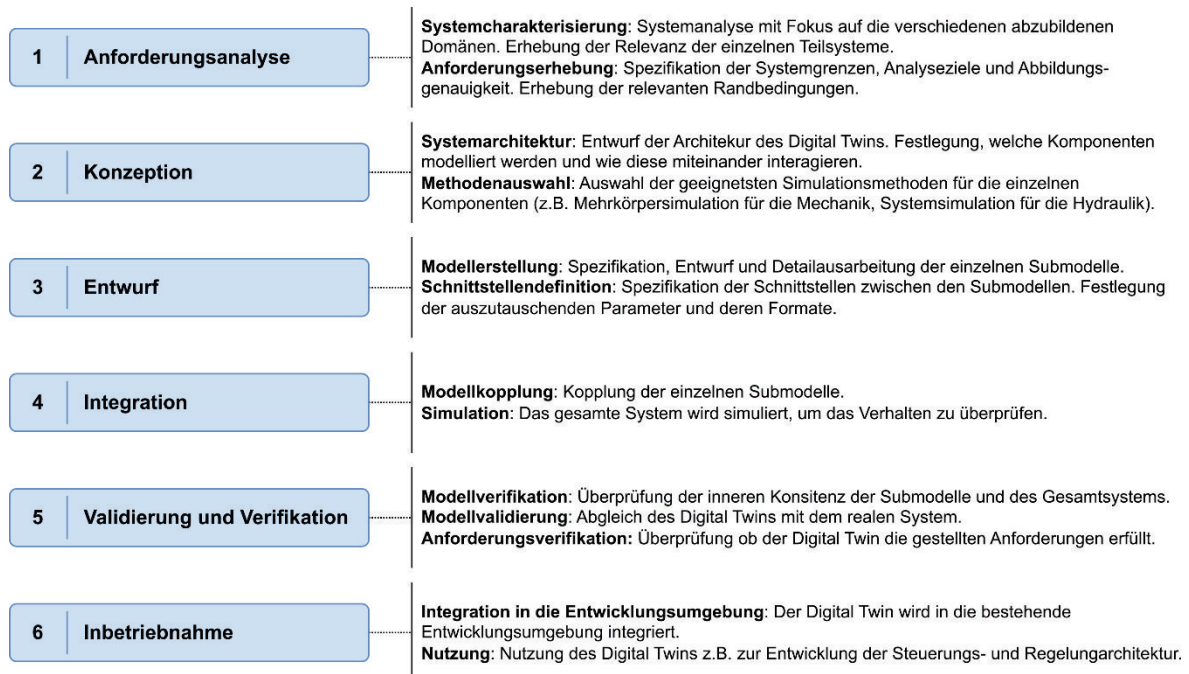 1 Anforderungsanalyse
Systemcharakterisierung: Systemanalyse mit Fokus auf die verschiedenen abzubildenen
Domänen. Erhebung der Relevanz der einzelnen Teilsysteme.
Anforderungserhebung: Spezifikation der Systemgrenzen, Analyseziele und Abbildungs-
genauigkeit. Erhebung der relevanten Randbedingungen.
2 Konzeption
Systemarchitektur: Entwurf der Architekur des Digital Twins. Festlegung, welche Komponenten
modelliert werden und wie diese miteinander interagieren.
Methodenauswahl: Auswahl der geeignetsten Simulationsmethoden für die einzelnen
Komponenten (z.B. Mehrkörpersimulation für die Mechanik, Systemsimulation für die Hydraulik).
3 Entwurf
Modellerstellung: Spezifikation, Entwurf und Detailausarbeitung der einzelnen Submodelle.
Schnittstellendefinition: Spezifikation der Schnittstellen zwischen den Submodellen. Festlegung
der auszutauschenden Parameter und deren Formate.
4 Integration
Modellkopplung: Kopplung der einzelnen Submodelle.
Simulation: Das gesamte System wird simuliert, um das Verhalten zu überprüfen.
5 Validierung und Verifikation
Modellverifikation: Überprüfung der inneren Konsitenz der Submodelle und des Gesamtsystems.
Modellvalidierung: Abgleich des Digital Twins mit dem realen System.
Anforderungsverifikation: Überprüfung ob der Digital Twin die gestellten Anforderungen erfüllt.
6 Inbetriebnahme
Integration in die Entwicklungsumgebung: Der Digital Twin wird in die bestehende
Entwicklungsumgebung integriert.
Nutzung: Nutzung des Digital Twins z.B. zur Entwicklung der Steuerungs- und Regelungarchitektur.